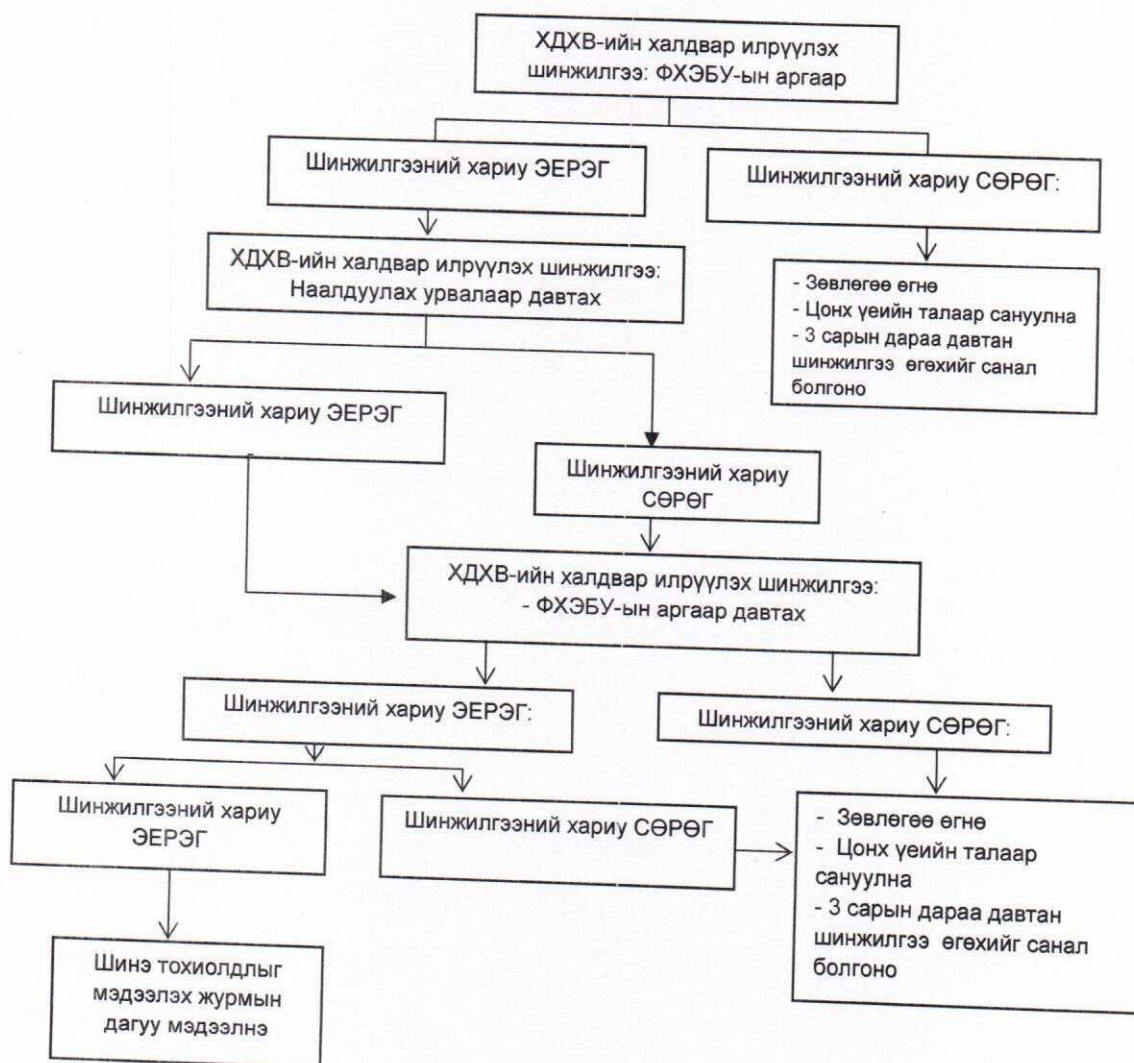 ХДХВ-ийн халдвар илрүүлэх
шинжилгээ: ФХЭБУ-ын аргаар
Шинжилгээний хариу ЭЕРЭГ
Шинжилгээний хариу СӨРӨГ:
ХДХВ-ийн халдвар илрүүлэх шинжилгээ:
Наалдуулах урвалаар давтах
- Зөвлөгөө өгнө
- Цонх үеийн талаар сануулна
- 3 сарын дараа давтан
шинжилгээ өгөхийг санал
болгоно
Шинжилгээний хариу ЭЕРЭГ
Шинжилгээний хариу
СӨРӨГ
ХДХВ-ийн халдвар илрүүлэх шинжилгээ:
- ФХЭБУ-ын аргаар давтах
Шинжилгээний хариу ЭЕРЭГ:
Шинжилгээний хариу СӨРӨГ:
Шинжилгээний хариу
ЭЕРЭГ
Шинжилгээний хариу СӨРӨГ
- Зөвлөгөө өгнө
- Цонх үеийн талаар
сануулна
- 3 сарын дараа давтан
шинжилгээ өгөхийг санал
болгоно
Шинэ тохиолдлыг
мэдээлэх журмын
дагуу мэдээлнэ